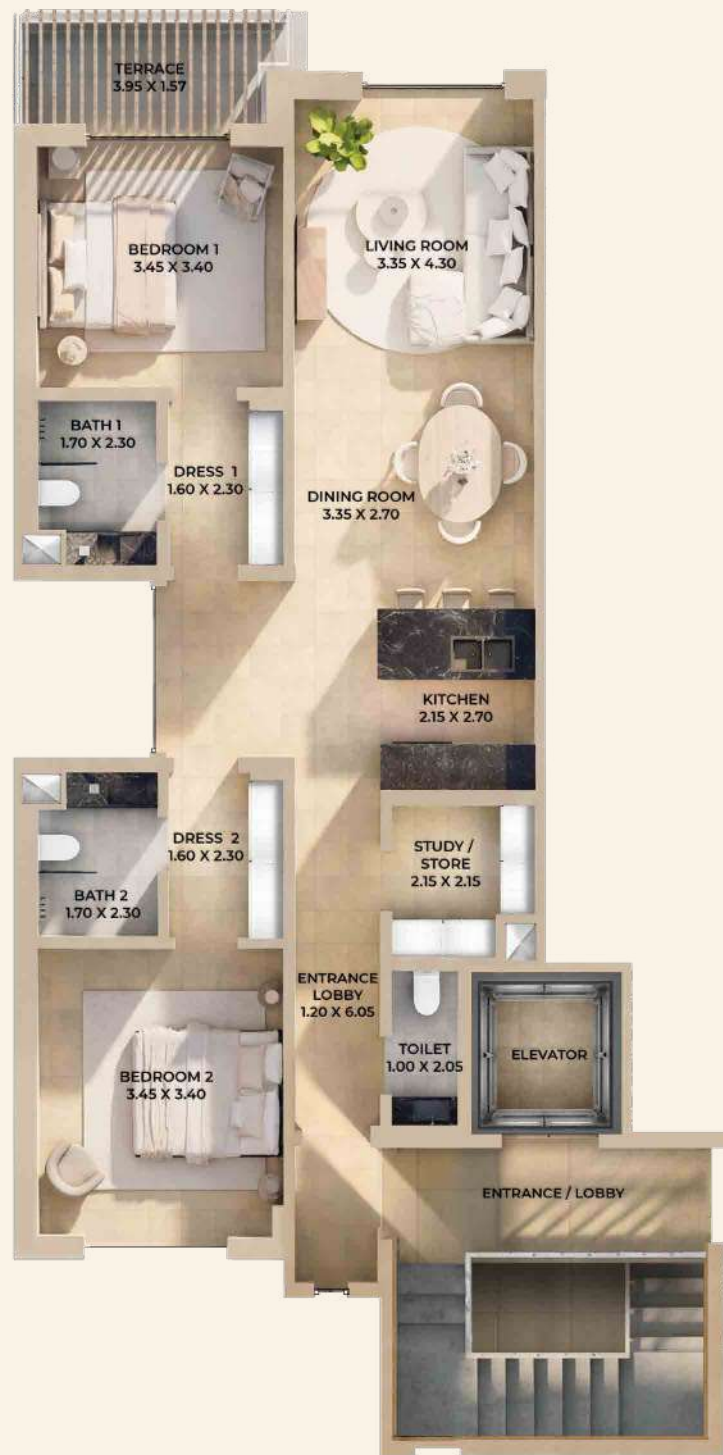 TERRACE
3.95 X 1.57
BEDROOM 1
3.45 X 3.40
LIVING ROOM
3.35 X 4.30
BATH 1
1.70 X 2.30
DRESS 1
1.60 X 2.30
DINING ROOM
3.35 X 2.70
KITCHEN
2.15 X 2.70
DRESS 2
1.60 X 2.30
STUDY /
STORE
2.15 X 2.15
BATH 2
1.70 X 2.30
ENTRANCE
LOBBY
1.20 X 6.05
TOILET
1.00 X 2.05
ELEVATOR
BEDROOM 2
3.45 X 3.40
ENTRANCE / LOBBY